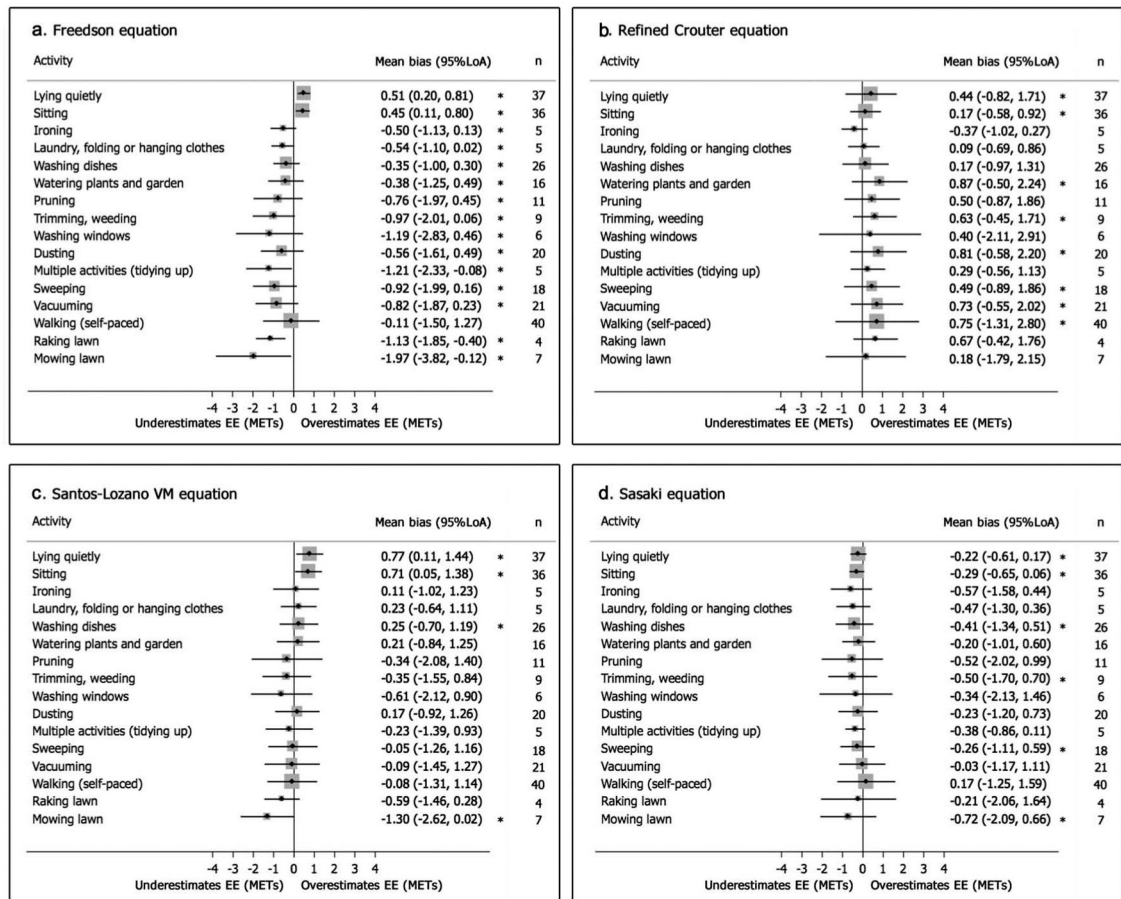 a. Freedson equation
Activity Mean bias (95%LoA) n
Lying quietly 0.51 (0.20, 0.81) * 37
Sitting 0.45 (0.11, 0.80) * 36
Ironing -0.50 (-1.13, 0.13) * 5
Laundry, folding or hanging clothes -0.54 (-1.10, 0.02) * 5
Washing dishes -0.35 (-1.00, 0.30) * 26
Watering plants and garden -0.38 (-1.25, 0.49) * 16
Pruning -0.76 (-1.97, 0.45) * 11
Trimming, weeding -0.97 (-2.01, 0.06) * 9
Washing windows -1.19 (-2.83, 0.46) * 6
Dusting -0.56 (-1.61, 0.49) * 20
Multiple activities (tidying up) -1.21 (-2.33, -0.08) * 5
Sweeping -0.92 (-1.99, 0.16) * 18
Vacuuming -0.82 (-1.87, 0.23) * 21
Walking (self-paced) -0.11 (-1.50, 1.27) 40
Raking lawn -1.13 (-1.85, -0.40) * 4
Mowing lawn -1.97 (-3.82, -0.12) * 7
-4 -3 -2 -1 0 1 2 3 4
Underestimates EE (METs) Overestimates EE (METs)
b. Refined Crouter equation
Activity Mean bias (95%LoA) n
Lying quietly 0.44 (-0.82, 1.71) * 37
Sitting 0.17 (-0.58, 0.92) * 36
Ironing -0.37 (-1.02, 0.27) 5
Laundry, folding or hanging clothes 0.09 (-0.69, 0.86) 5
Washing dishes 0.17 (-0.97, 1.31) 26
Watering plants and garden 0.87 (-0.50, 2.24) * 16
Pruning 0.50 (-0.87, 1.86) 11
Trimming, weeding 0.63 (-0.45, 1.71) * 9
Washing windows 0.40 (-2.11, 2.91) 6
Dusting 0.81 (-0.58, 2.20) * 20
Multiple activities (tidying up) 0.29 (-0.56, 1.13) 5
Sweeping 0.49 (-0.89, 1.86) * 18
Vacuuming 0.73 (-0.55, 2.02) * 21
Walking (self-paced) 0.75 (-1.31, 2.80) * 40
Raking lawn 0.67 (-0.42, 1.76) 4
Mowing lawn 0.18 (-1.79, 2.15) 7
-4 -3 -2 -1 0 1 2 3 4
Underestimates EE (METs) Overestimates EE (METs)
c. Santos-Lozano VM equation
Activity Mean bias (95%LoA) n
Lying quietly 0.77 (0.11, 1.44) * 37
Sitting 0.71 (0.05, 1.38) * 36
Ironing 0.11 (-1.02, 1.23) 5
Laundry, folding or hanging clothes 0.23 (-0.64, 1.11) 5
Washing dishes 0.25 (-0.70, 1.19) * 26
Watering plants and garden 0.21 (-0.84, 1.25) 16
Pruning -0.34 (-2.08, 1.40) 11
Trimming, weeding -0.35 (-1.55, 0.84) 9
Washing windows -0.61 (-2.12, 0.90) 6
Dusting 0.17 (-0.92, 1.26) 20
Multiple activities (tidying up) -0.23 (-1.39, 0.93) 5
Sweeping -0.05 (-1.26, 1.16) 18
Vacuuming -0.09 (-1.45, 1.27) 21
Walking (self-paced) -0.08 (-1.31, 1.14) 40
Raking lawn -0.59 (-1.46, 0.28) 4
Mowing lawn -1.30 (-2.62, 0.02) * 7
-4 -3 -2 -1 0 1 2 3 4
Underestimates EE (METs) Overestimates EE (METs)
d. Sasaki equation
Activity Mean bias (95%LoA) n
Lying quietly -0.22 (-0.61, 0.17) * 37
Sitting -0.29 (-0.65, 0.06) * 36
Ironing -0.57 (-1.58, 0.44) 5
Laundry, folding or hanging clothes -0.47 (-1.30, 0.36) 5
Washing dishes -0.41 (-1.34, 0.51) * 26
Watering plants and garden -0.20 (-1.01, 0.60) 16
Pruning -0.52 (-2.02, 0.99) 11
Trimming, weeding -0.50 (-1.70, 0.70) * 9
Washing windows -0.34 (-2.13, 1.46) 6
Dusting -0.23 (-1.20, 0.73) 20
Multiple activities (tidying up) -0.38 (-0.86, 0.11) 5
Sweeping -0.26 (-1.11, 0.59) * 18
Vacuuming -0.03 (-1.17, 1.11) 21
Walking (self-paced) 0.17 (-1.25, 1.59) 40
Raking lawn -0.21 (-2.06, 1.64) 4
Mowing lawn -0.72 (-2.09, 0.66) * 7
-4 -3 -2 -1 0 1 2 3 4
Underestimates EE (METs) Overestimates EE (METs)